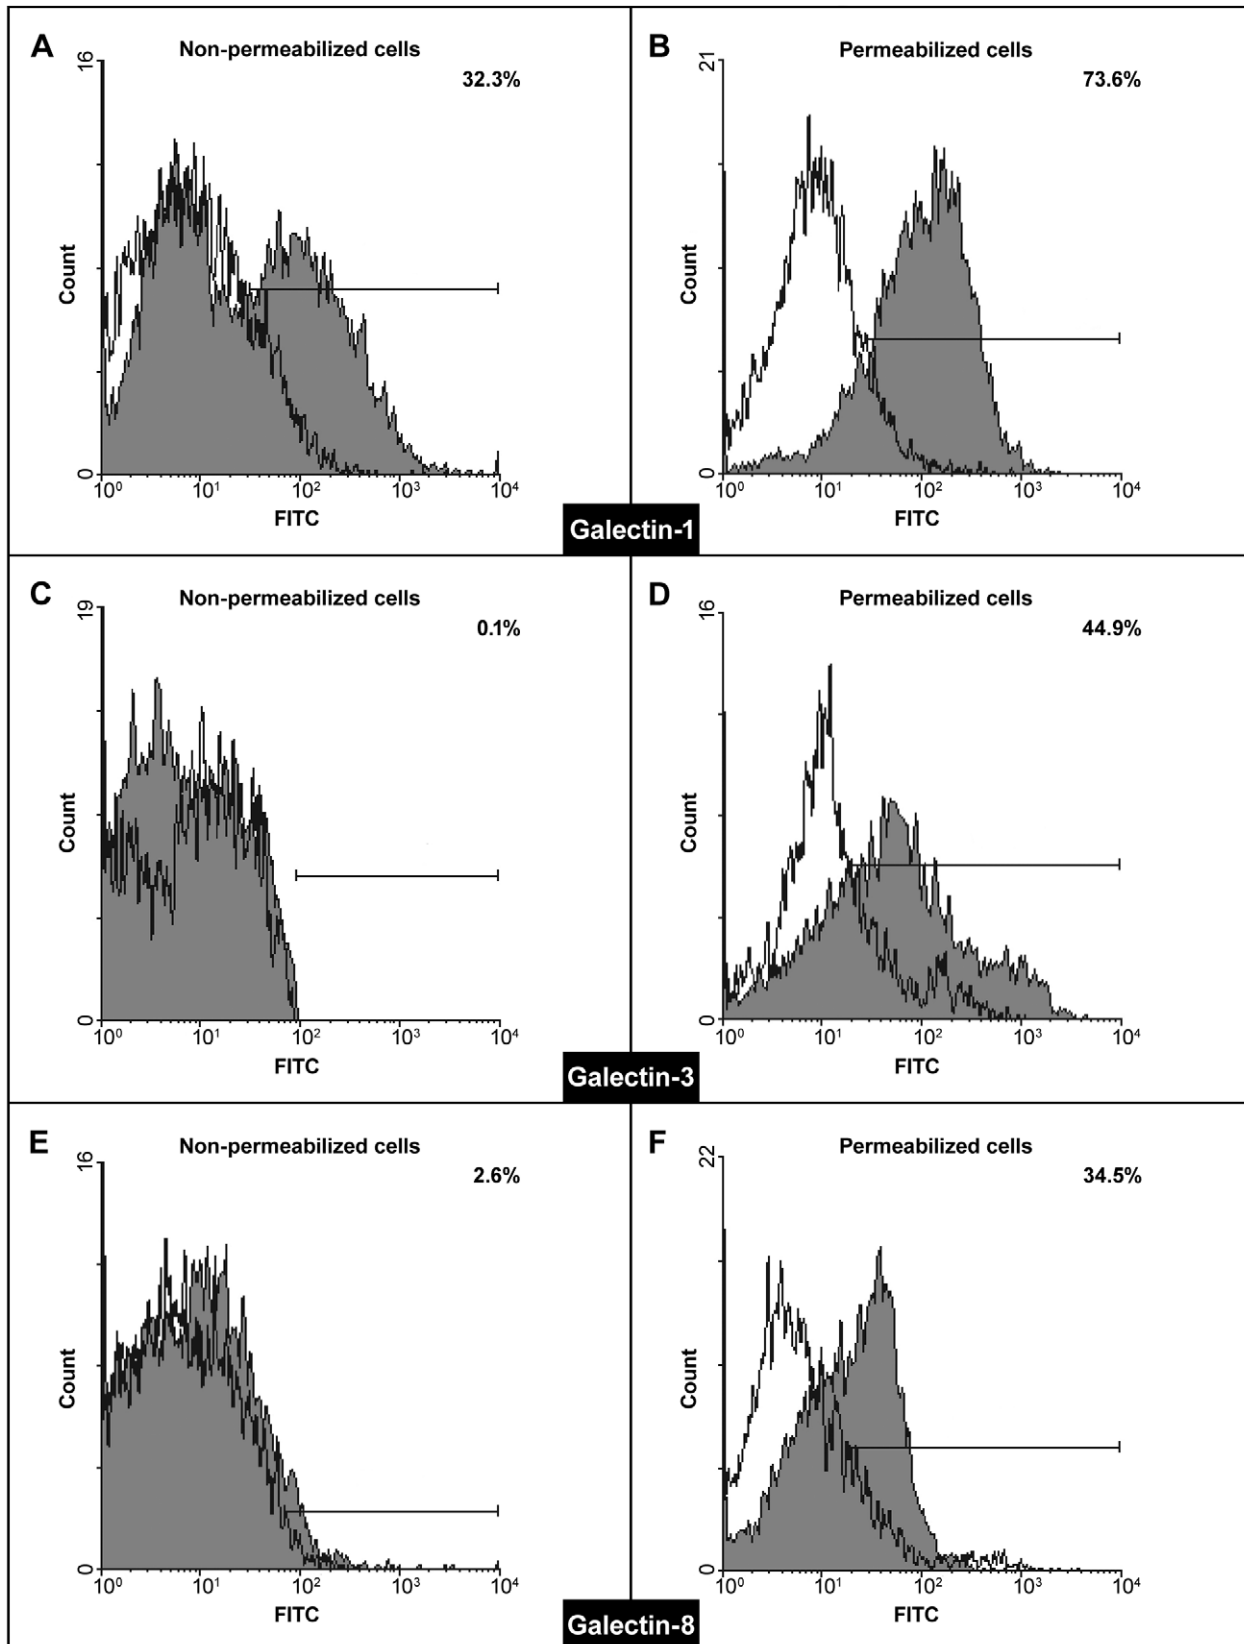 A
Non-permeabilized cells
32.3%
16
Count
0
10⁰ 10¹ 10² 10³ 10⁴
FITC
B
Permeabilized cells
73.6%
21
Count
0
10⁰ 10¹ 10² 10³ 10⁴
FITC
Galectin-1
C
Non-permeabilized cells
0.1%
19
Count
0
10⁰ 10¹ 10² 10³ 10⁴
FITC
D
Permeabilized cells
44.9%
16
Count
0
10⁰ 10¹ 10² 10³ 10⁴
FITC
Galectin-3
E
Non-permeabilized cells
2.6%
16
Count
0
10⁰ 10¹ 10² 10³ 10⁴
FITC
F
Permeabilized cells
34.5%
22
Count
0
10⁰ 10¹ 10² 10³ 10⁴
FITC
Galectin-8